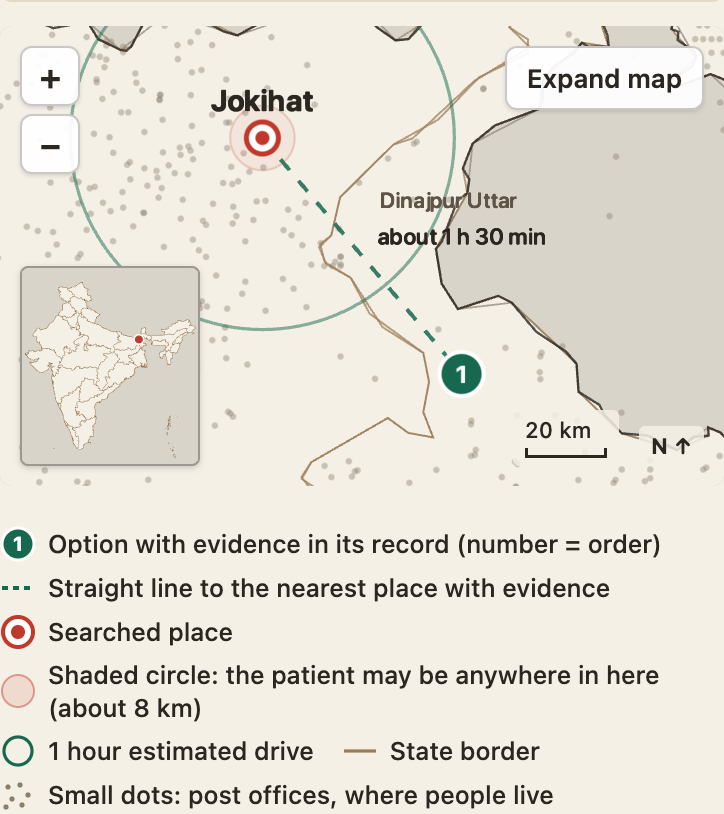 +
Expand map
Jokihat
−
Dinajpur Uttar
about 1 h 30 min
1
20 km
N ↑
1 Option with evidence in its record (number = order)
Straight line to the nearest place with evidence
Searched place
Shaded circle: the patient may be anywhere in here
(about 8 km)
1 hour estimated drive State border
Small dots: post offices, where people live